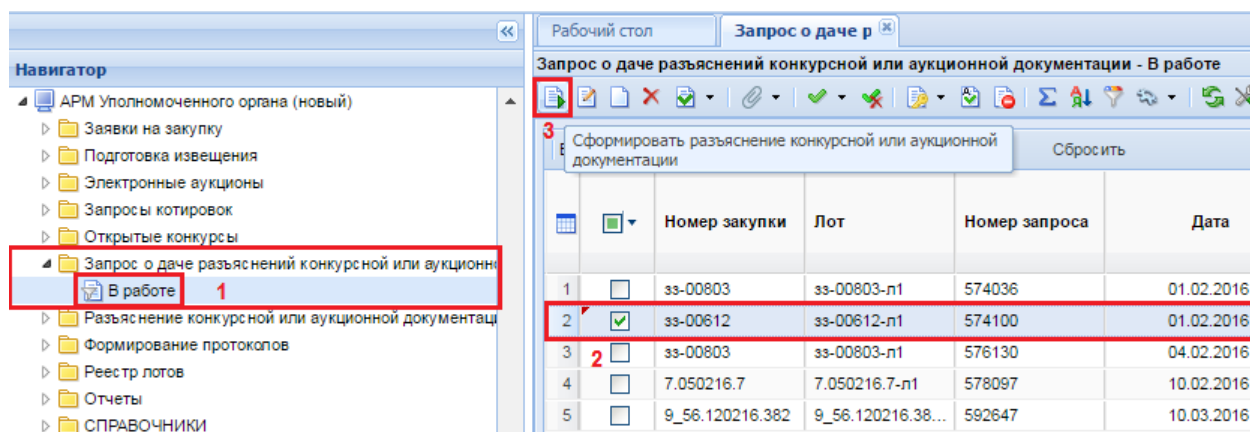 Рабочий стол
Запрос о даче р
Навигатор
Запрос о даче разъяснений конкурсной или аукционной документации - В работе
АРМ Уполномоченного органа (новый)
Заявки на закупку
Подготовка извещения
Электронные аукционы
Запросы котировок
Открытые конкурсы
Запрос о даче разъяснений конкурсной или аукционн
В работе 1
Разъяснение конкурсной или аукционной документац
Формирование протоколов
Реестр лотов
Отчеты
СПРАВОЧНИКИ
3
Сформировать разъяснение конкурсной или аукционной
документации
Сбросить
Номер закупки Лот Номер запроса Дата
1 зз-00803 зз-00803-л1 574036 01.02.2016
2 зз-00612 зз-00612-л1 574100 01.02.2016
3 2 зз-00803 зз-00803-л1 576130 04.02.2016
4 7.050216.7 7.050216.7-л1 578097 10.02.2016
5 9_56.120216.382 9_56.120216.38... 592647 10.03.2016